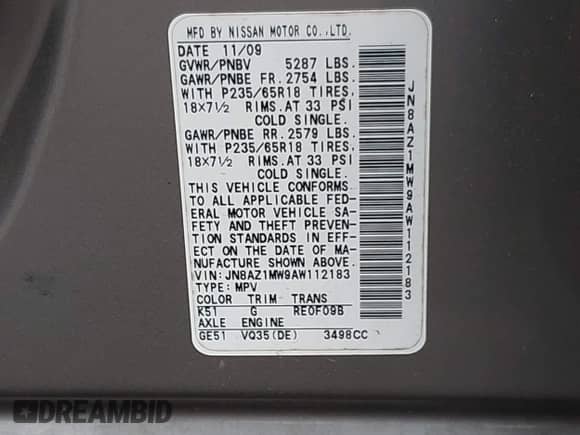 MFD BY NISSAN MOTOR CO.,LTD.
DATE 11/09
GVWR/PNBV 5287 LBS.
GAWR/PNBE FR. 2754 LBS.
WITH P235/65R18 TIRES,
18×7½ RIMS. AT 33 PSI
COLD SINGLE.
GAWR/PNBE RR. 2579 LBS.
WITH P235/65R18 TIRES,
18×7½ RIMS. AT 33 PSI
COLD SINGLE.
THIS VEHICLE CONFORMS
TO ALL APPLICABLE FED-
ERAL MOTOR VEHICLE SA-
FETY AND THEFT PREVEN-
TION STANDARDS IN EFF-
ECT ON THE DATE OF MA-
NUFACTURE SHOWN ABOVE.
VIN: JN8AZ1MW9AW112183
TYPE: MPV
COLOR TRIM TRANS
K51 G RE0F09B
AXLE ENGINE
GE51 VQ35(DE) 3498CC
JN8AZ1MW9AW112183
DREAMBID